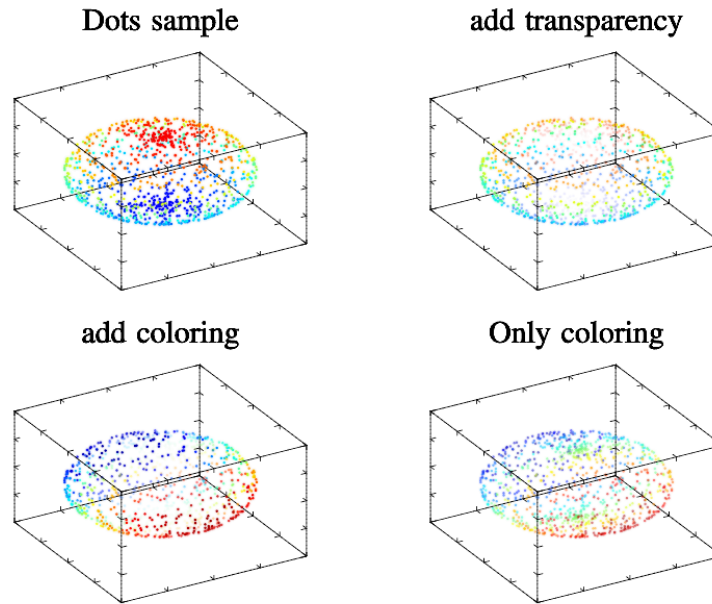 Dots sample
add transparency
add coloring
Only coloring